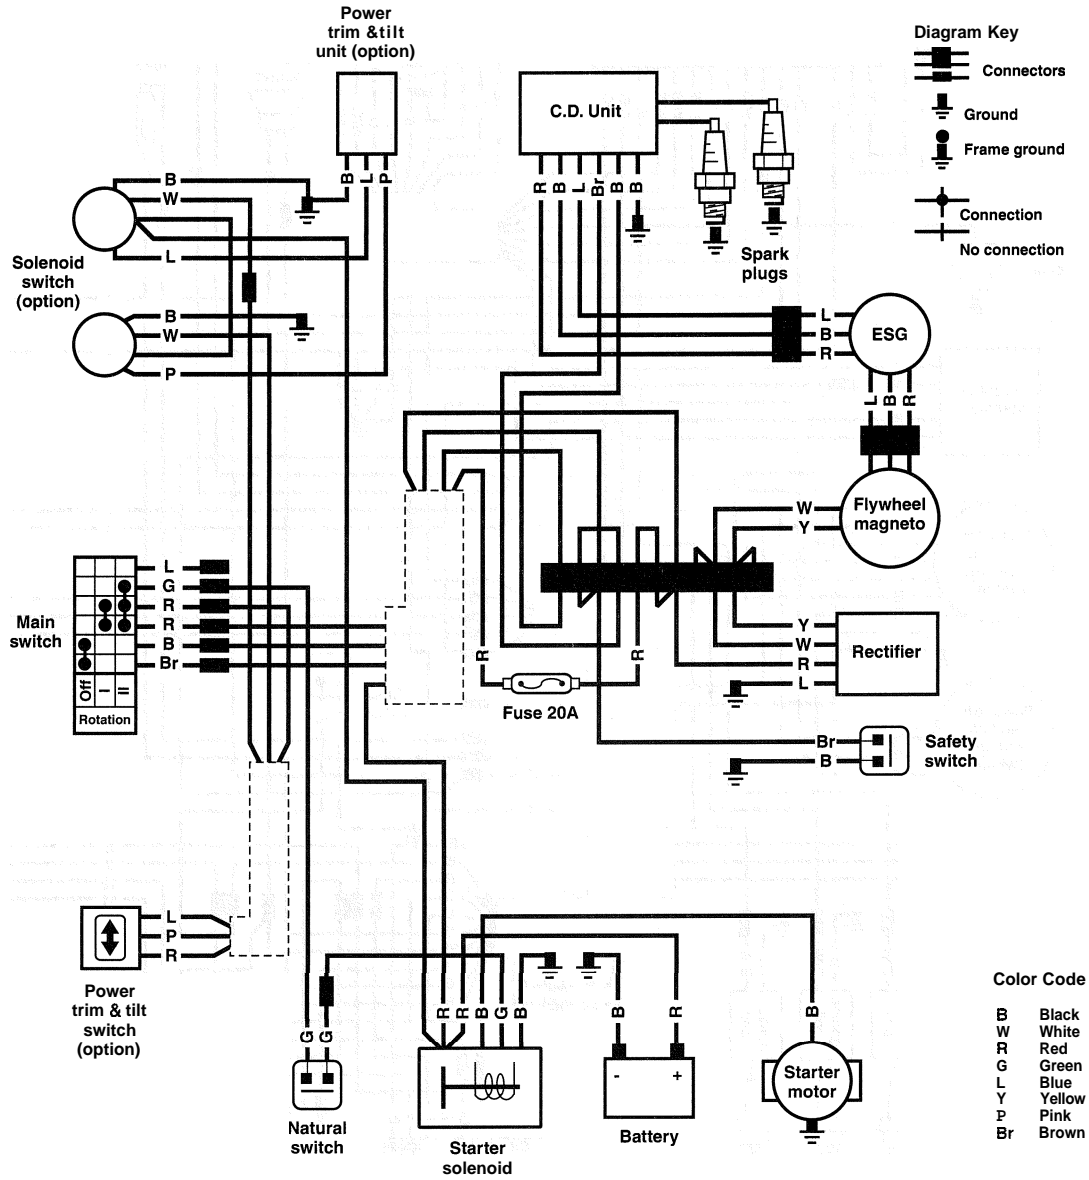 Power
trim & tilt
unit (option)
Diagram Key
Connectors
Ground
Frame ground
Connection
No connection
C.D. Unit
B L P
R B L Br B B
Spark
plugs
B
W
L
Solenoid
switch
(option)
B
W
P
L
B
R
ESG
L B R
Flywheel
magneto
W
Y
Main
switch
L
G
R
R
B
Br
Off I II
Rotation
R
R
Fuse 20A
Y
W
R
L
Rectifier
Br
B
Safety
switch
L
P
R
Power
trim & tilt
switch
(option)
G G
Natural
switch
R R B G B
Starter
solenoid
B R
- +
Battery
B
Starter
motor
Color Code
B Black
W White
R Red
G Green
L Blue
Y Yellow
P Pink
Br Brown